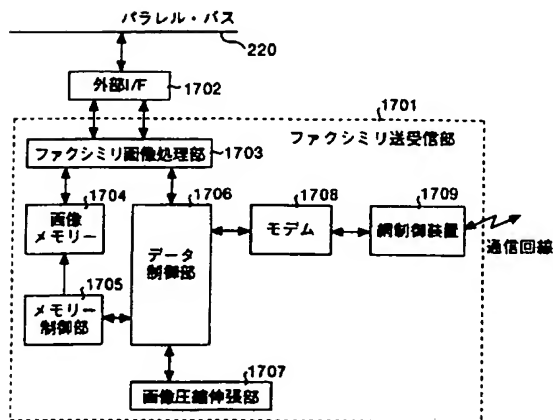 パラレル・バス
220
外部I/F
1702
1701
ファクシミリ送受信部
ファクシミリ画像処理部
1703
1704
画像
メモリー
1706
データ
制御部
1708
モデム
1709
網制御装置
通信回線
1705
メモリー
制御部
1707
画像圧縮伸張部